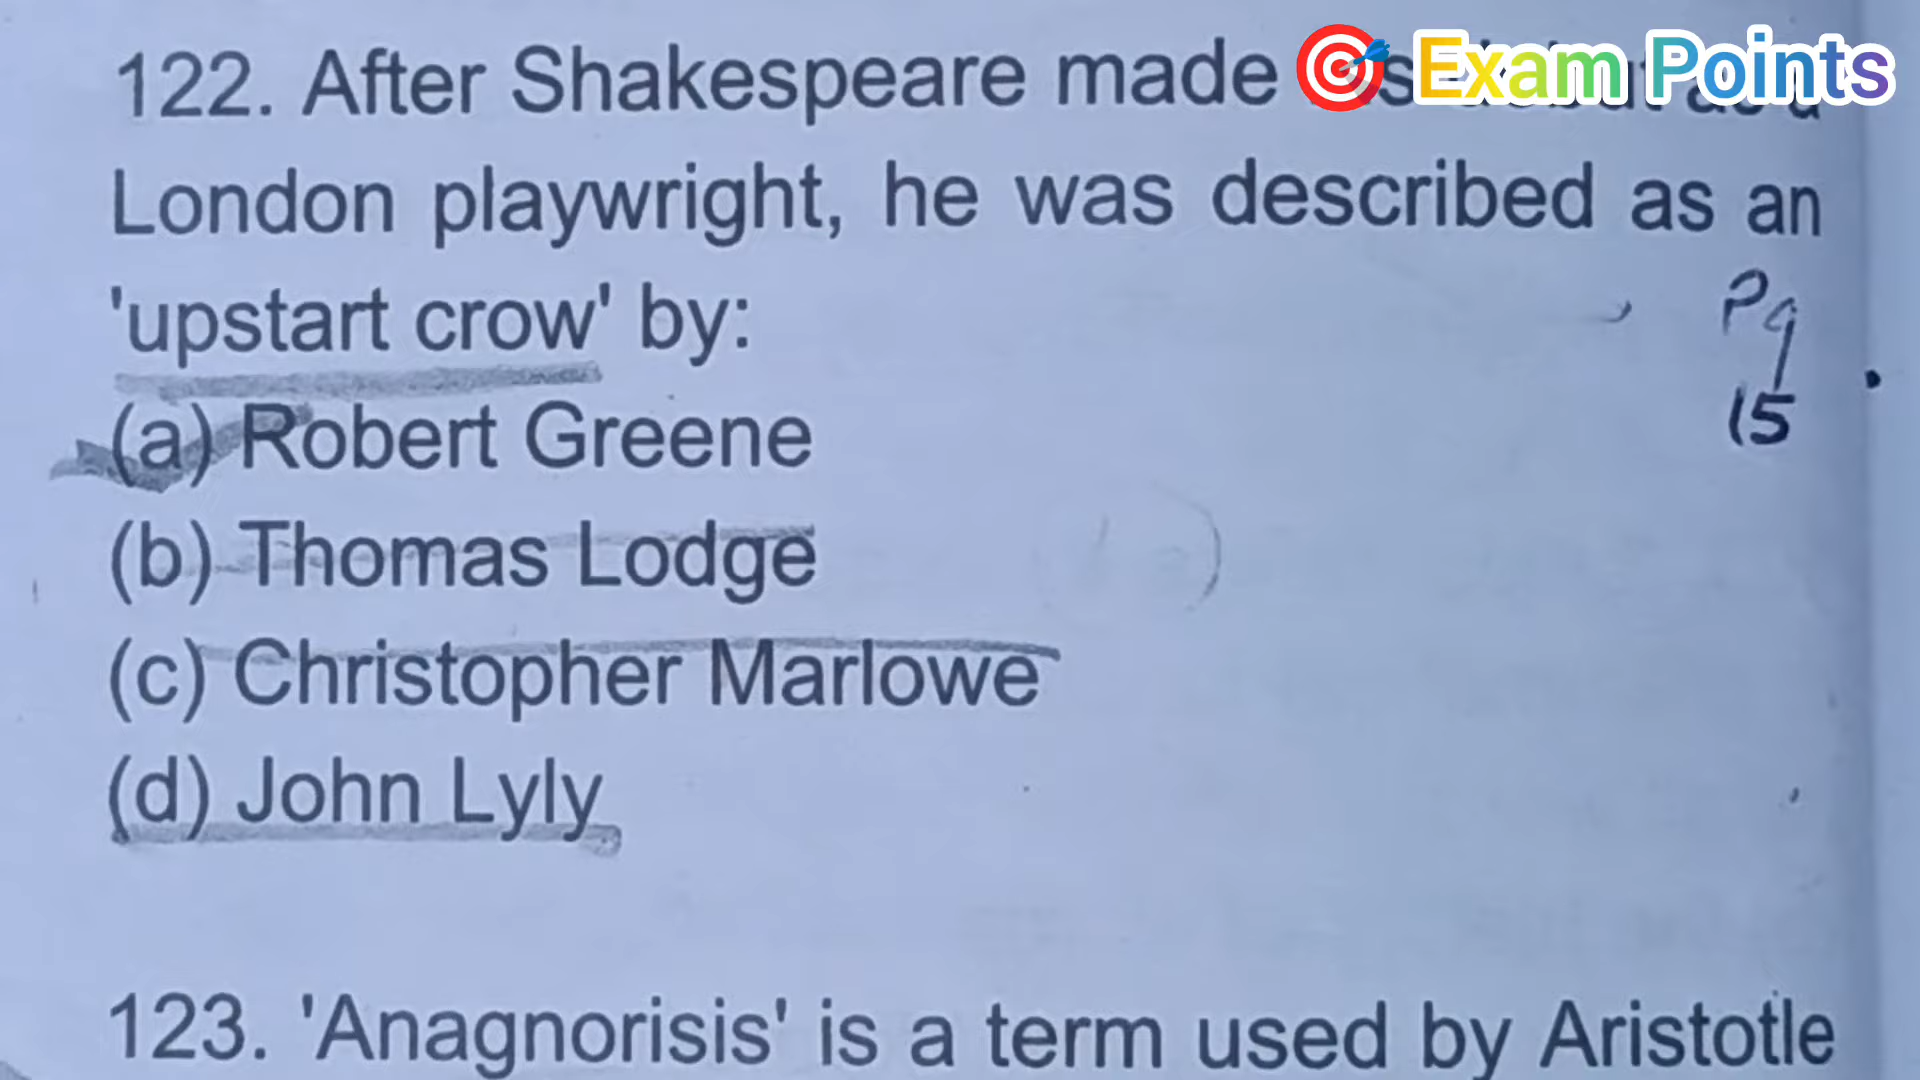 122. After Shakespeare made
Exam Points
London playwright, he was described as an
'upstart crow' by:
Pg
15
(a) Robert Greene
(b) Thomas Lodge
(c) Christopher Marlowe
(d) John Lyly
123. 'Anagnorisis' is a term used by Aristotle